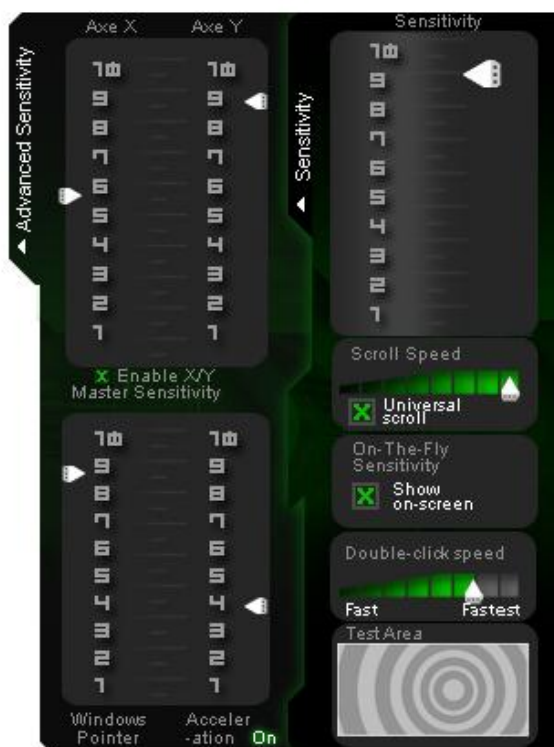 Advanced Sensitivity
Axe X Axe Y
10 10
9 9
8 8
7 7
6 6
5 5
4 4
3 3
2 2
1 1
X Enable X/Y
Master Sensitivity
10 10
9 9
8 8
7 7
6 6
5 5
4 4
3 3
2 2
1 1
Windows
Pointer
Acceler
-ation On
Sensitivity
Sensitivity
10
9
8
7
6
5
4
3
2
1
Scroll Speed
X Universal
scroll
On-The-Fly
Sensitivity
X Show
on-screen
Double-click speed
Fast Fastest
Test Area